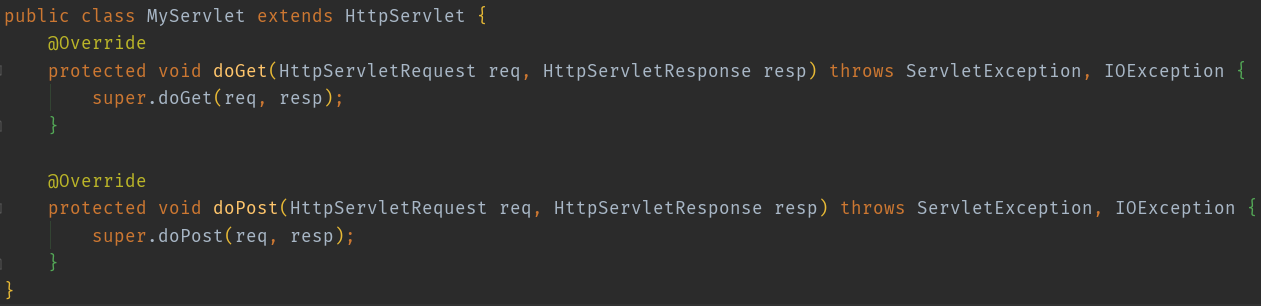 public class MyServlet extends HttpServlet {
    @Override
    protected void doGet(HttpServletRequest req, HttpServletResponse resp) throws ServletException, IOException {
        super.doGet(req, resp);
    }

    @Override
    protected void doPost(HttpServletRequest req, HttpServletResponse resp) throws ServletException, IOException {
        super.doPost(req, resp);
    }
}